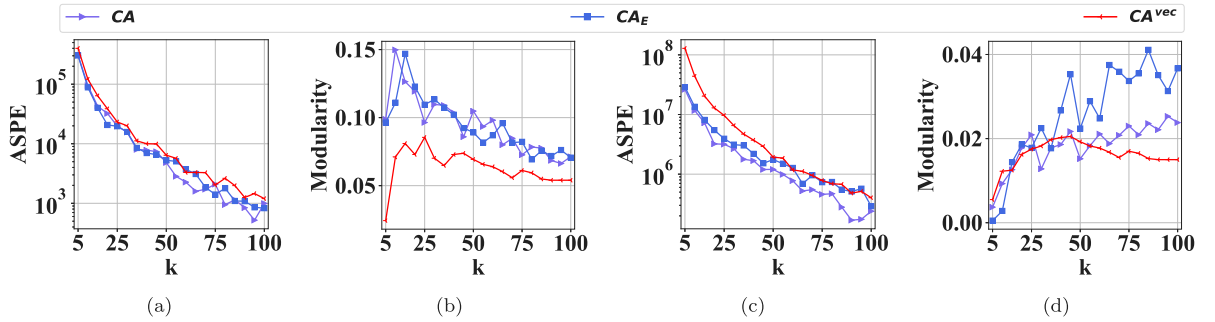 CA CA_E CA^vec
ASPE 10^5 10^4 10^3 5 25 50 75 100 k
Modularity 0.15 0.10 0.05 5 25 50 75 100 k
ASPE 10^8 10^7 10^6 5 25 50 75 100 k
Modularity 0.04 0.02 0.00 5 25 50 75 100 k
(a) (b) (c) (d)